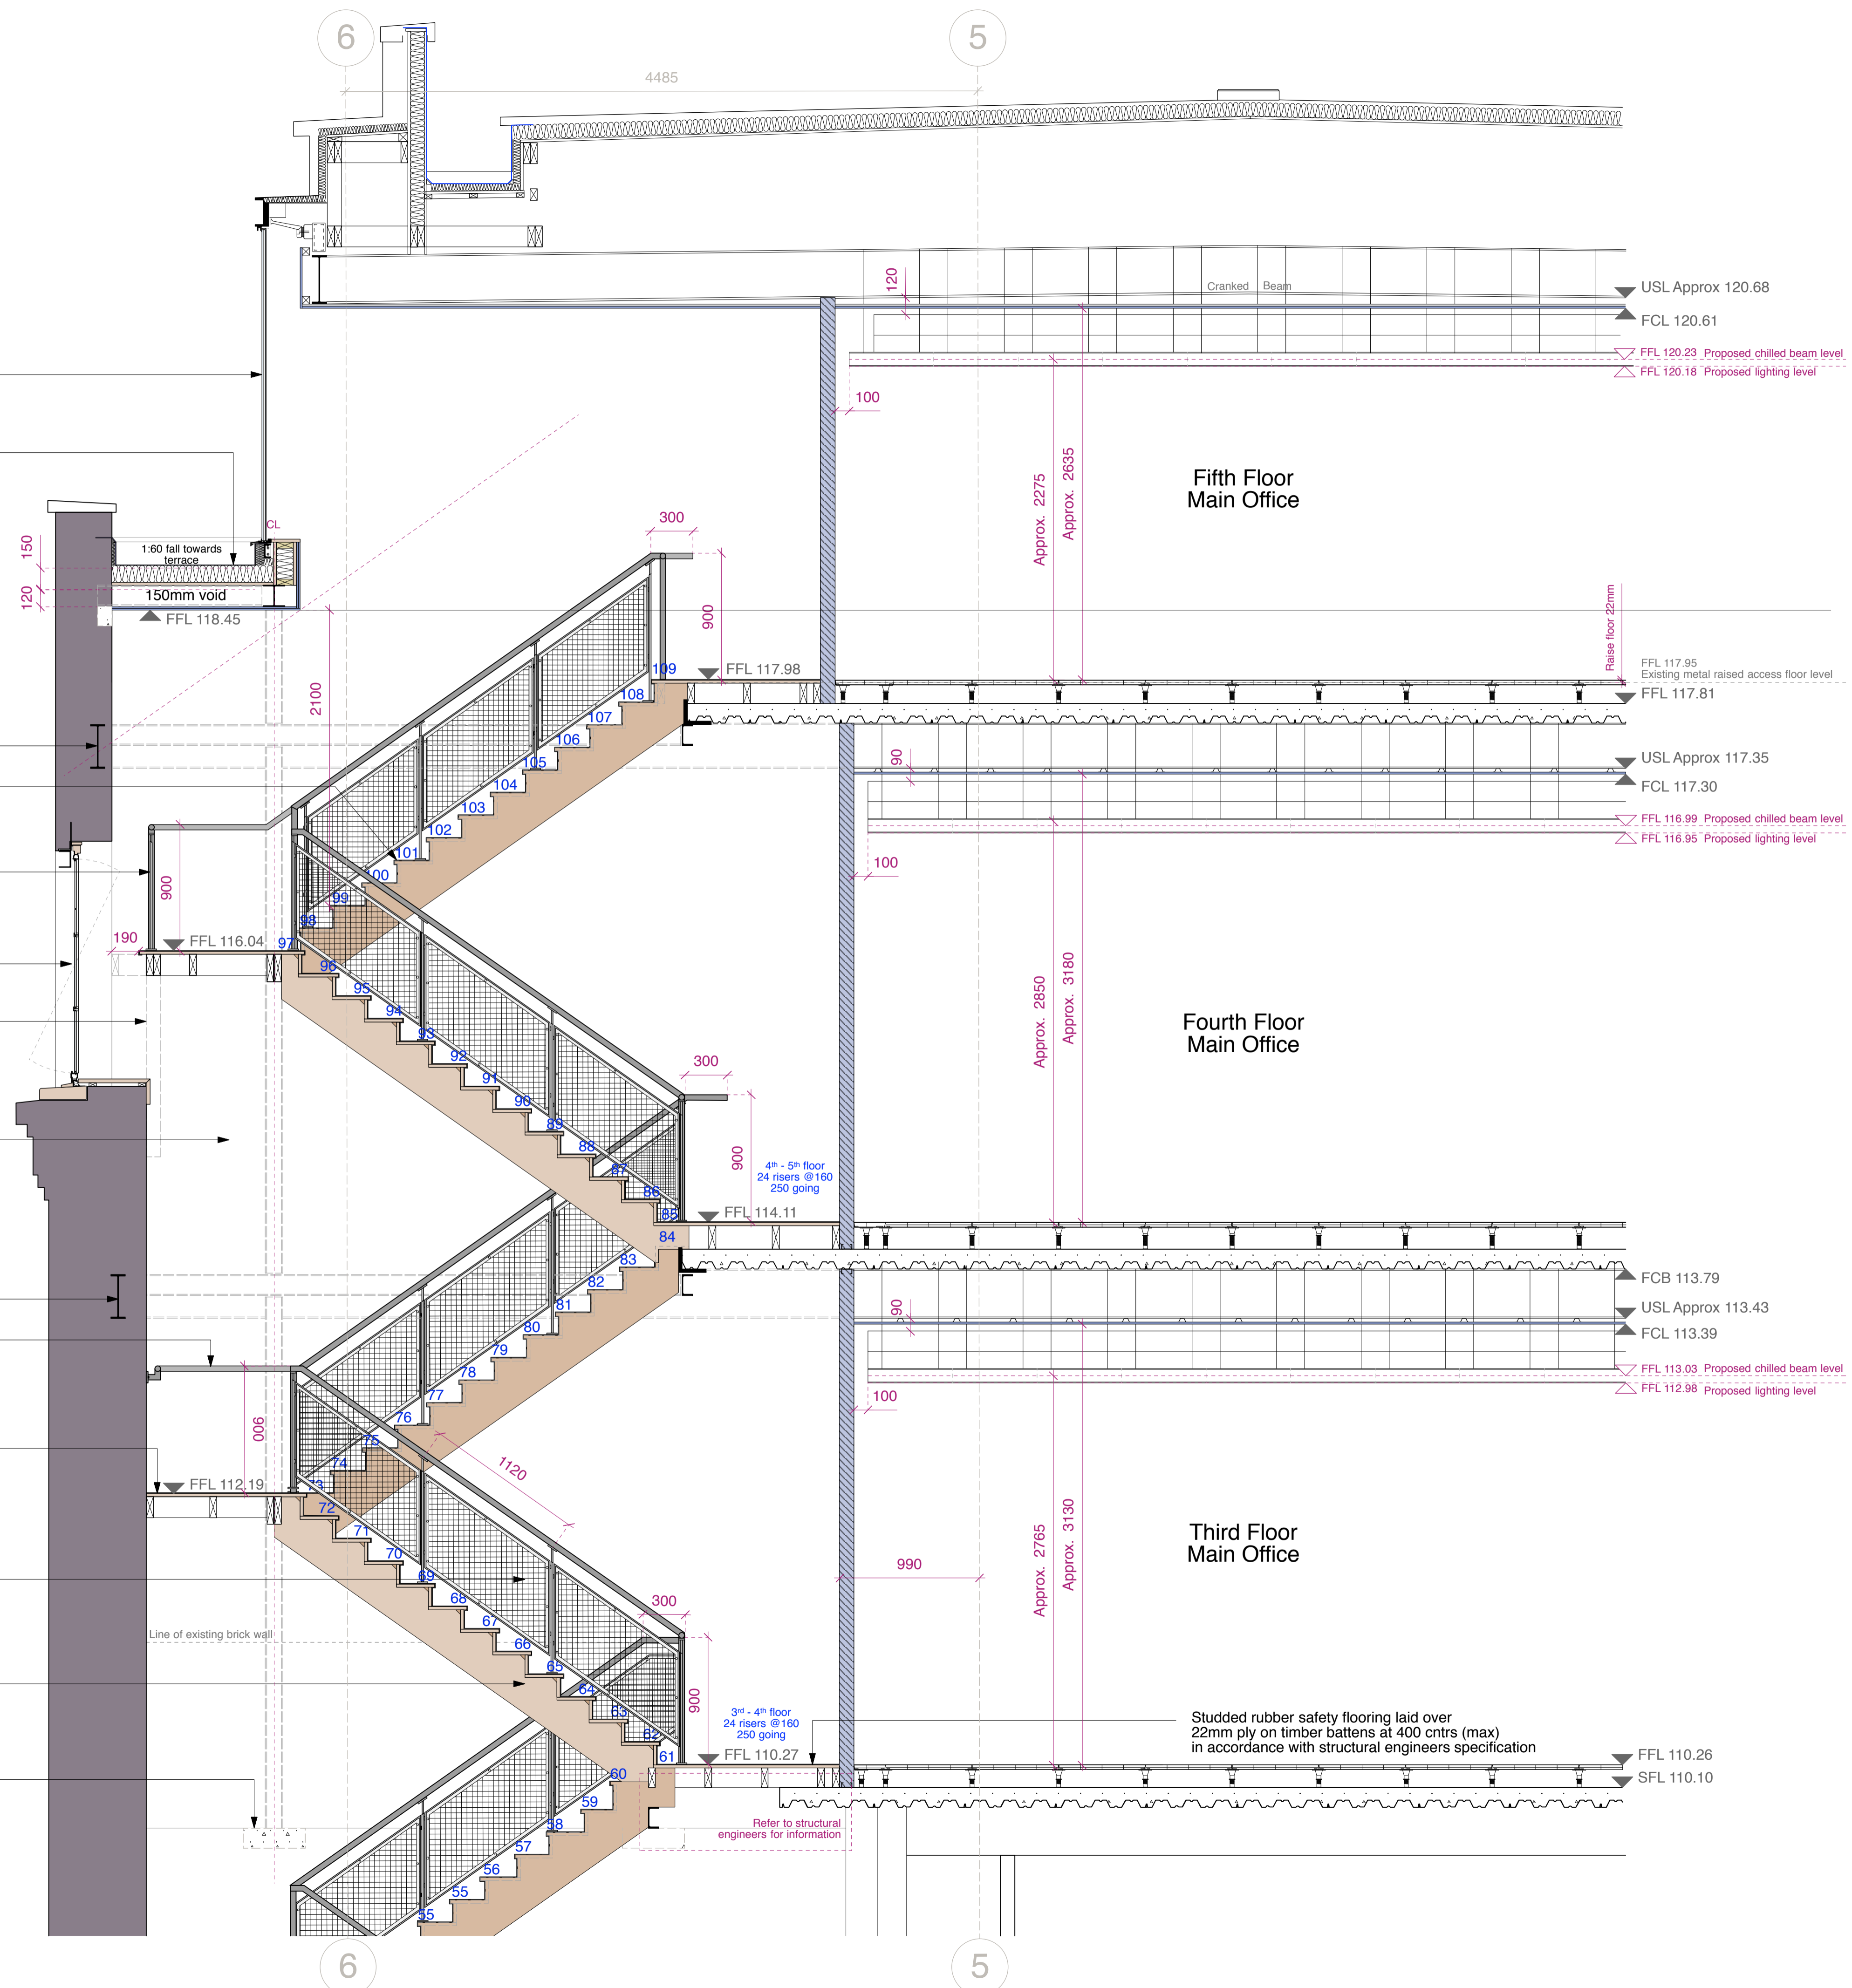 6
5
4485
120
Cranked Beam
USL Approx 120.68
FCL 120.61
FFL 120.23 Proposed chilled beam level
FFL 120.18 Proposed lighting level
100
Approx. 2275
Approx. 2635
Fifth Floor
Main Office
300
CL
150
120
1:60 fall towards
terrace
150mm void
FFL 118.45
900
2100
Raise floor 22mm
FFL 117.95
Existing metal raised access floor level
109
FFL 117.98
FFL 117.81
108
107
106
105
104
103
102
101
100
99
98
97
90
USL Approx 117.35
FCL 117.30
FFL 116.99 Proposed chilled beam level
FFL 116.95 Proposed lighting level
100
900
190
FFL 116.04
96
95
94
93
92
91
90
89
88
87
86
85
84
Approx. 2850
Approx. 3180
Fourth Floor
Main Office
300
900
4th - 5th floor
24 risers @160
250 going
FFL 114.11
83
82
81
80
79
78
77
76
75
74
73
FCB 113.79
90
USL Approx 113.43
FCL 113.39
FFL 113.03 Proposed chilled beam level
FFL 112.98 Proposed lighting level
100
900
1120
FFL 112.19
72
71
70
69
68
67
66
65
64
63
62
61
Approx. 2765
Approx. 3130
Third Floor
Main Office
990
300
Line of existing brick wall
900
3rd - 4th floor
24 risers @160
250 going
FFL 110.27
Studded rubber safety flooring laid over
22mm ply on timber battens at 400 cntrs (max)
in accordance with structural engineers specification
FFL 110.26
SFL 110.10
60
59
58
57
56
55
55
Refer to structural
engineers for information
6
5